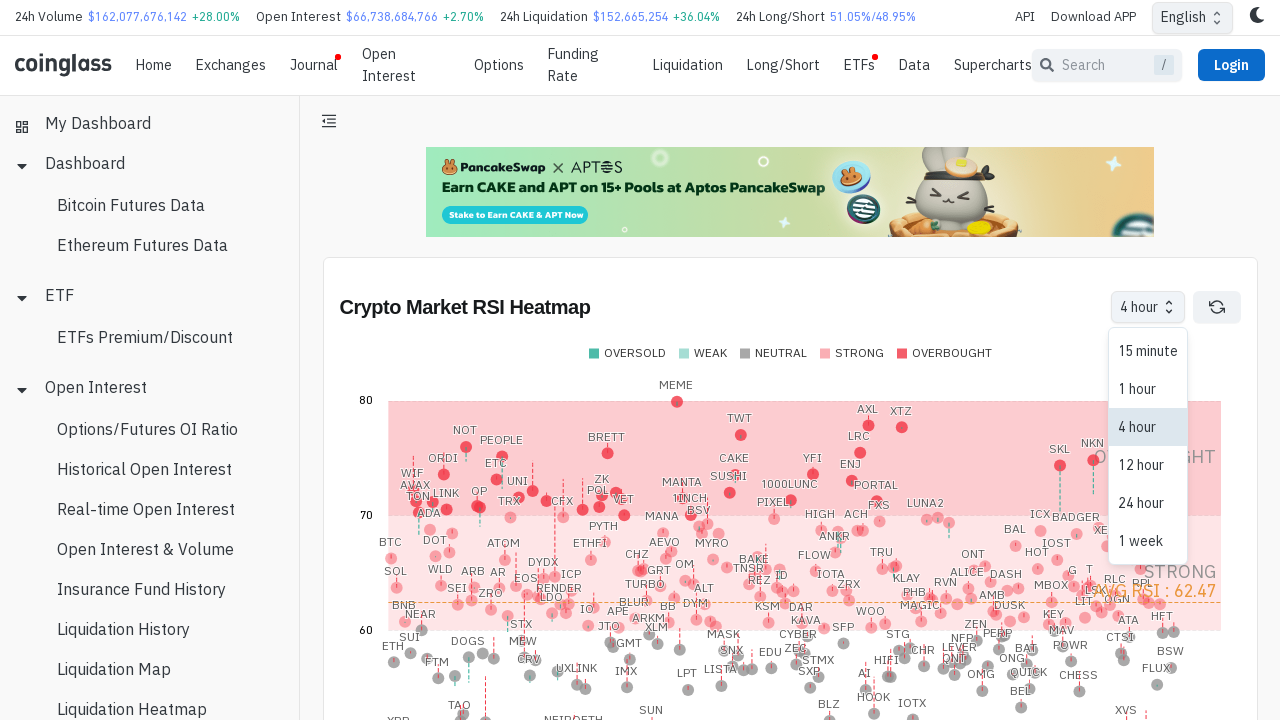 24h Volume $162,077,676,142 +28.00% Open Interest $66,738,684,766 +2.70% 24h Liquidation $152,665,254 +36.04% 24h Long/Short 51.05%/48.95% API Download APP English
coinglass Home Exchanges Journal Open Interest Options Funding Rate Liquidation Long/Short ETFs Data Supercharts Search / Login
My Dashboard
Dashboard
Bitcoin Futures Data
Ethereum Futures Data
ETF
ETFs Premium/Discount
Open Interest
Options/Futures OI Ratio
Historical Open Interest
Real-time Open Interest
Open Interest & Volume
Insurance Fund History
Liquidation History
Liquidation Map
Liquidation Heatmap
PancakeSwap × APTOS
Earn CAKE and APT on 15+ Pools at Aptos PancakeSwap
Stake to Earn CAKE & APT Now
Crypto Market RSI Heatmap
4 hour
15 minute
1 hour
4 hour
12 hour
24 hour
1 week
OVERSOLD WEAK NEUTRAL STRONG OVERBOUGHT
MEME
80
AXL XTZ
TWT
NOT PEOPLE BRETT LRC NKN
SKL
ORDI ETC CAKE YFI ENJ
WIF UNI ZK MANTA SUSHI 1000LUNC PORTAL
AVAX TON LINK OP TRX CFX POL VET 1INCH PIXEL FXS LUNA2
70
ADA PYTH MANA BSV HIGH ACH ICX BADGER
BTC DOT ATOM ETHFI AEVO MYRO ANKR BAL IOST
SOL WLD ARB AR DYDX CHZ GRT OM BAKE FLOW TRU ONT HOT
STRONG
SEI ZRO EOS ICP RENDER TURBO ALT TNSR REZ ID IOTA ZRX KLAY RVN ALICE DASH MBOX G T RLC
AVG RSI : 62.47
BNB NEAR LDO IO BLUR BB DYM KSM DAR PHB MAGIC AMB DUSK LIT OGN
STX APE ARKM KAVA WOO KEY ATA HFT
60
ETH SUI DOGS MEW JTO GMT XLM MASK CYBER SFP STG ZEN PERP MAV CTSI
FTM CRV UXLINK IMX LPT SNX LISTA EDU ZEC STMX SXP AI HIFI CHR NFP LEVER QNT OMG BAT ONG QUICK POWR CHESS BSW FLUX
TAO SUN BLZ HOOK IOTX BEL XVS